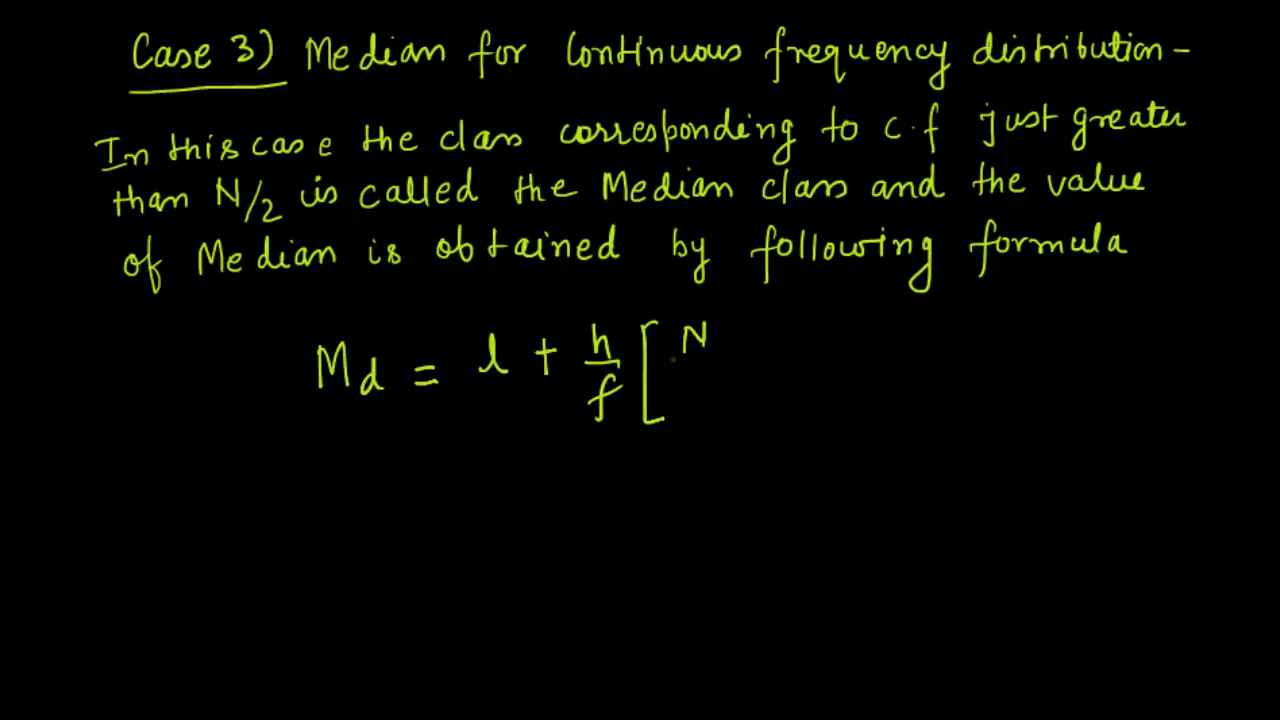 Case 3) Median for Continuous frequency distribution -
In this case the class corresponding to c.f just greater
than N/2 is called the Median class and the value
of Median is obtained by following formula
Md = l + h/f [ N